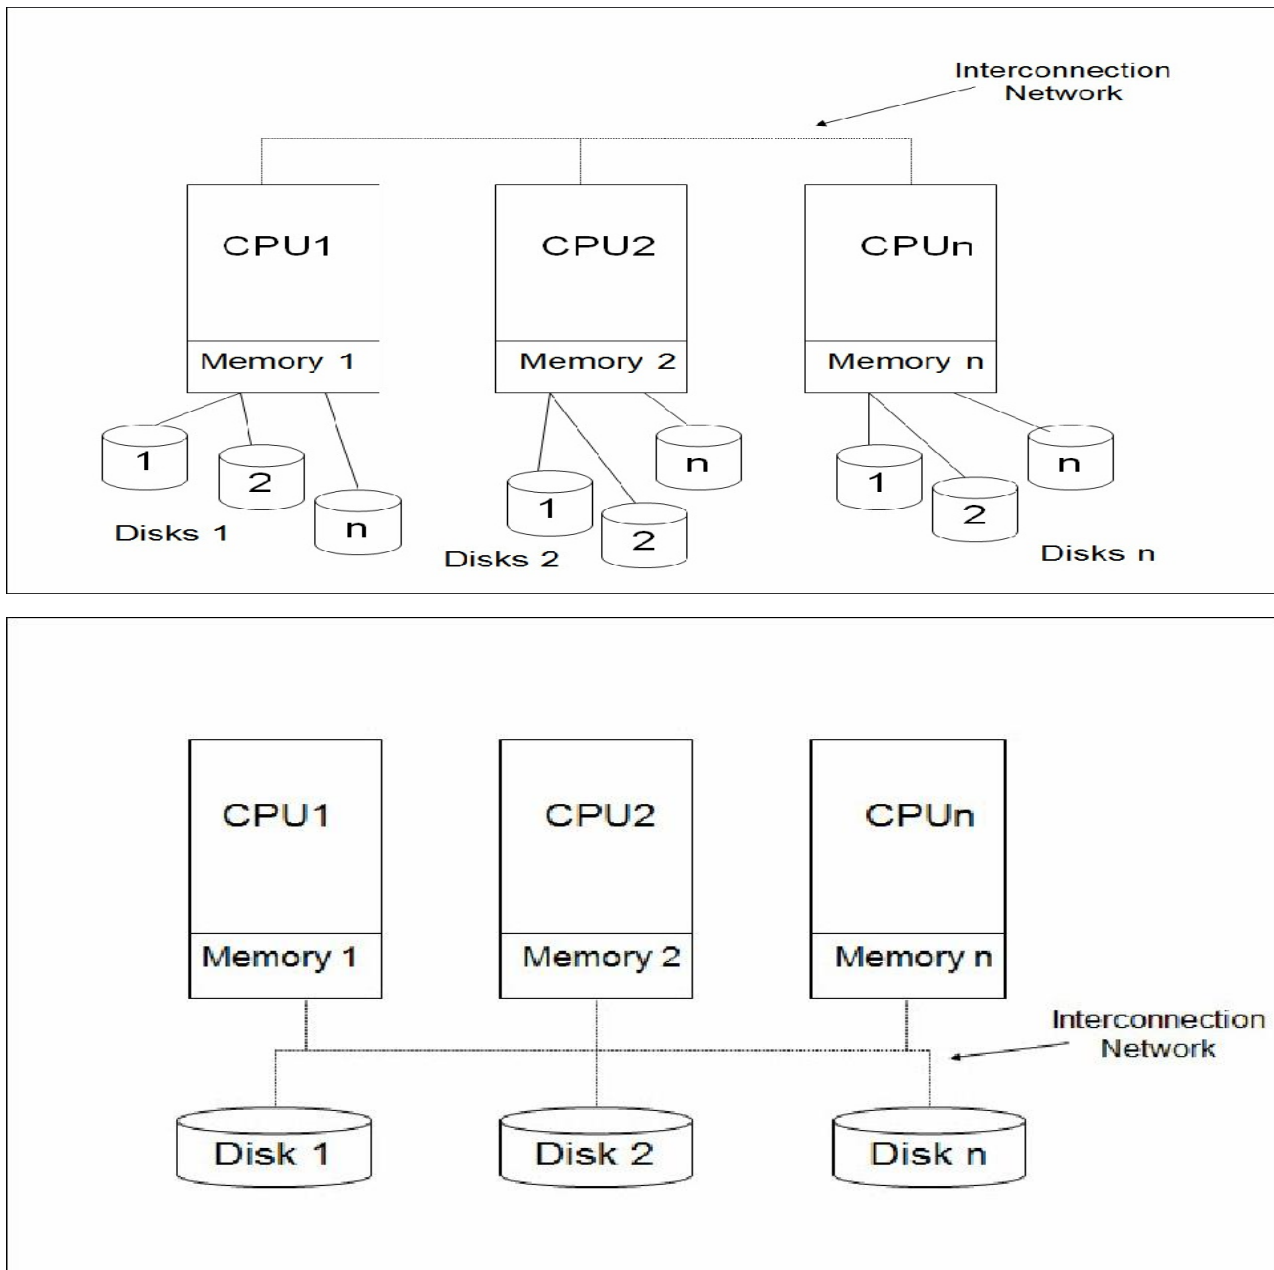 Interconnection
Network
CPU1
CPU2
CPUn
Memory 1
Memory 2
Memory n
1
2
n
Disks 1
1
2
n
Disks 2
1
2
n
Disks n
CPU1
CPU2
CPUn
Memory 1
Memory 2
Memory n
Interconnection
Network
Disk 1
Disk 2
Disk n